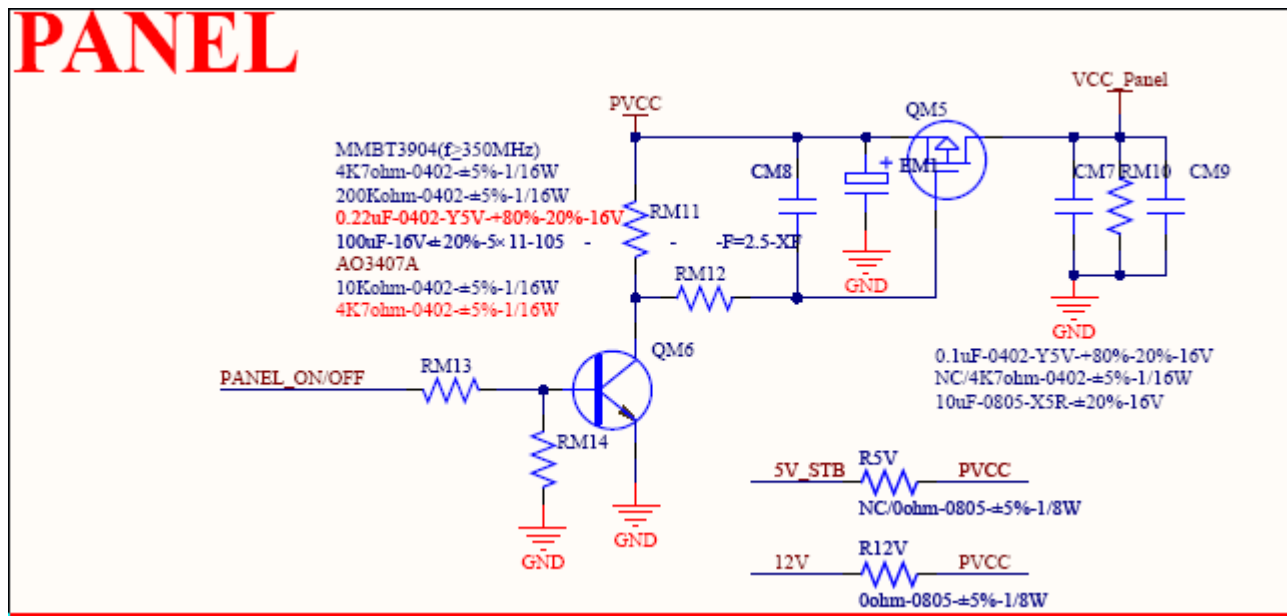 PANEL
VCC_Panel
PVCC
QM5
MMBT3904(f≥350MHz)
4K7ohm-0402-±5%-1/16W
200Kohm-0402-±5%-1/16W
0.22uF-0402-Y5V-+80%-20%-16V
100uF-16V-±20%-5×11-105 - - -F=2.5-XF
AO3407A
10Kohm-0402-±5%-1/16W
4K7ohm-0402-±5%-1/16W
RM11
CM8
+ EM1
CM7 RM10 CM9
RM12
GND
GND
QM6
RM13
PANEL_ON/OFF
RM14
0.1uF-0402-Y5V-+80%-20%-16V
NC/4K7ohm-0402-±5%-1/16W
10uF-0805-X5R-±20%-16V
GND
GND
5V_STB R5V PVCC
NC/0ohm-0805-±5%-1/8W
12V R12V PVCC
0ohm-0805-±5%-1/8W